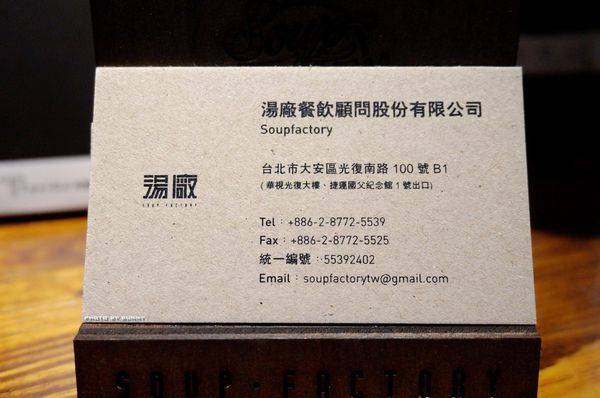 湯廠餐飲顧問股份有限公司
Soupfactory
台北市大安區光復南路 100 號 B1
( 華視光復大樓、捷運國父紀念館 1 號出口)
湯廠
SOUP FACTORY
Tel : +886-2-8772-5539
Fax : +886-2-8772-5525
統一編號 : 55392402
Email : soupfactorytw@gmail.com
SOUP · FACTORY